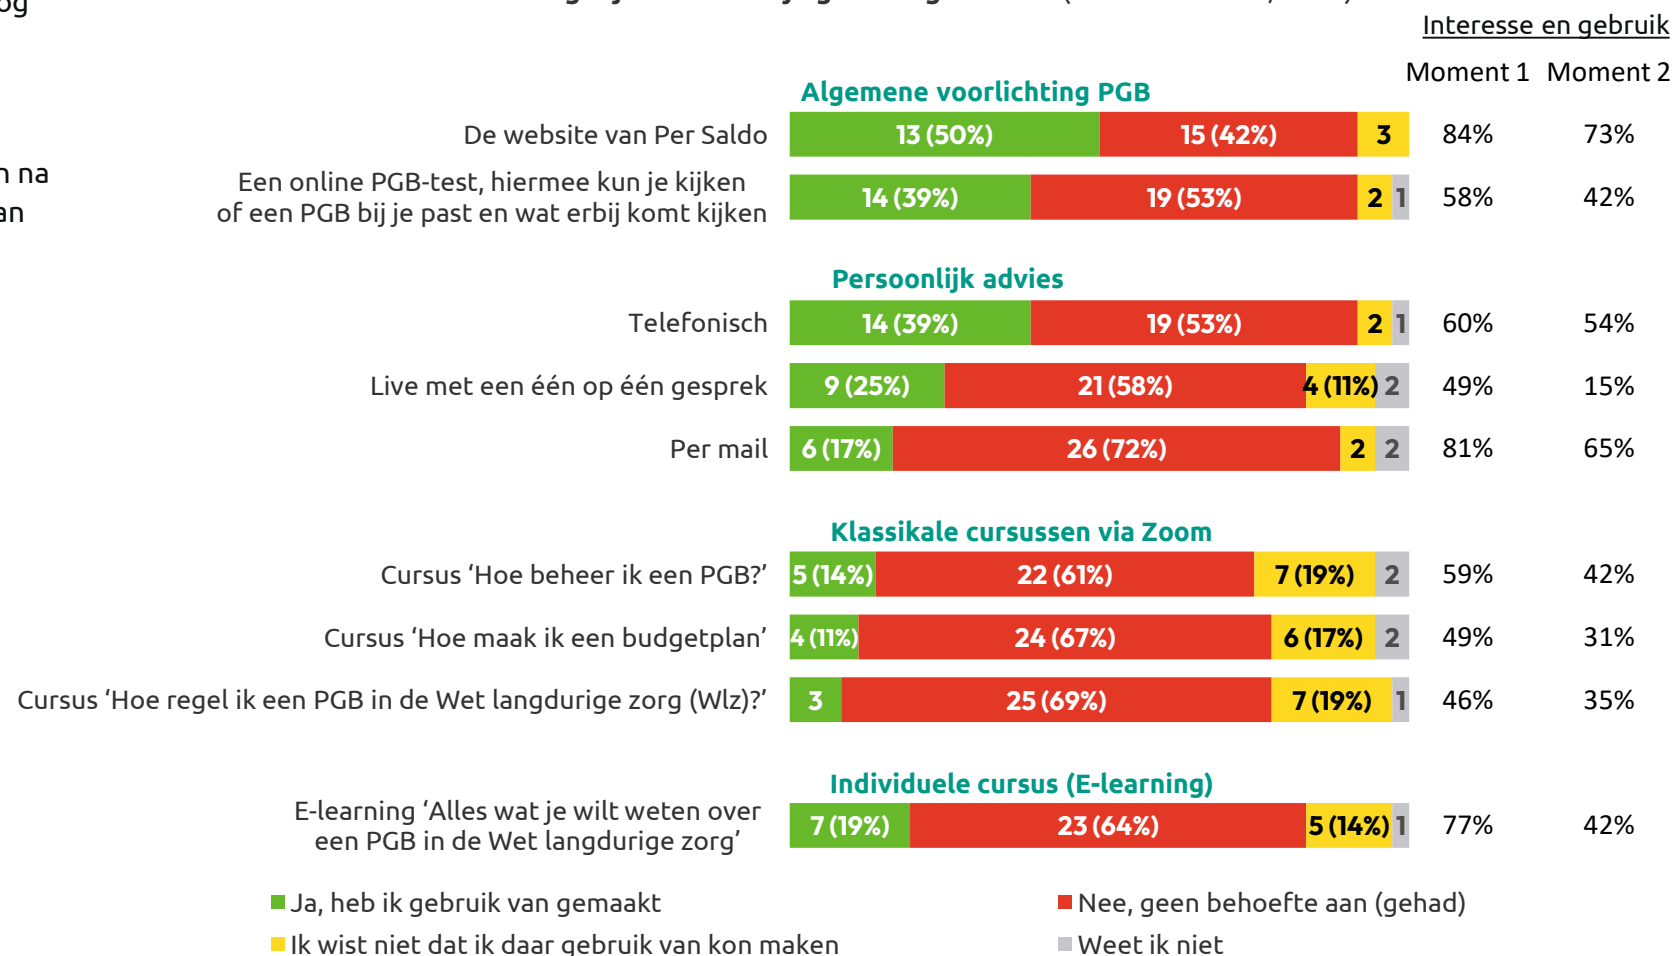 Interesse en gebruik
Moment 1 Moment 2
n na
Algemene voorlichting PGB
De website van Per Saldo 13 (50%) 15 (42%) 3 84% 73%
Een online PGB-test, hiermee kun je kijken
of een PGB bij je past en wat erbij komt kijken 14 (39%) 19 (53%) 2 1 58% 42%
Persoonlijk advies
Telefonisch 14 (39%) 19 (53%) 2 1 60% 54%
Live met een één op één gesprek 9 (25%) 21 (58%) 4 (11%) 2 49% 15%
Per mail 6 (17%) 26 (72%) 2 2 81% 65%
Klassikale cursussen via Zoom
Cursus ‘Hoe beheer ik een PGB?’ 5 (14%) 22 (61%) 7 (19%) 2 59% 42%
Cursus ‘Hoe maak ik een budgetplan’ 4 (11%) 24 (67%) 6 (17%) 2 49% 31%
Cursus ‘Hoe regel ik een PGB in de Wet langdurige zorg (Wlz)?’ 3 25 (69%) 7 (19%) 1 46% 35%
Individuele cursus (E-learning)
E-learning ‘Alles wat je wilt weten over
een PGB in de Wet langdurige zorg’ 7 (19%) 23 (64%) 5 (14%) 1 77% 42%
Ja, heb ik gebruik van gemaakt Nee, geen behoefte aan (gehad)
Ik wist niet dat ik daar gebruik van kon maken Weet ik niet